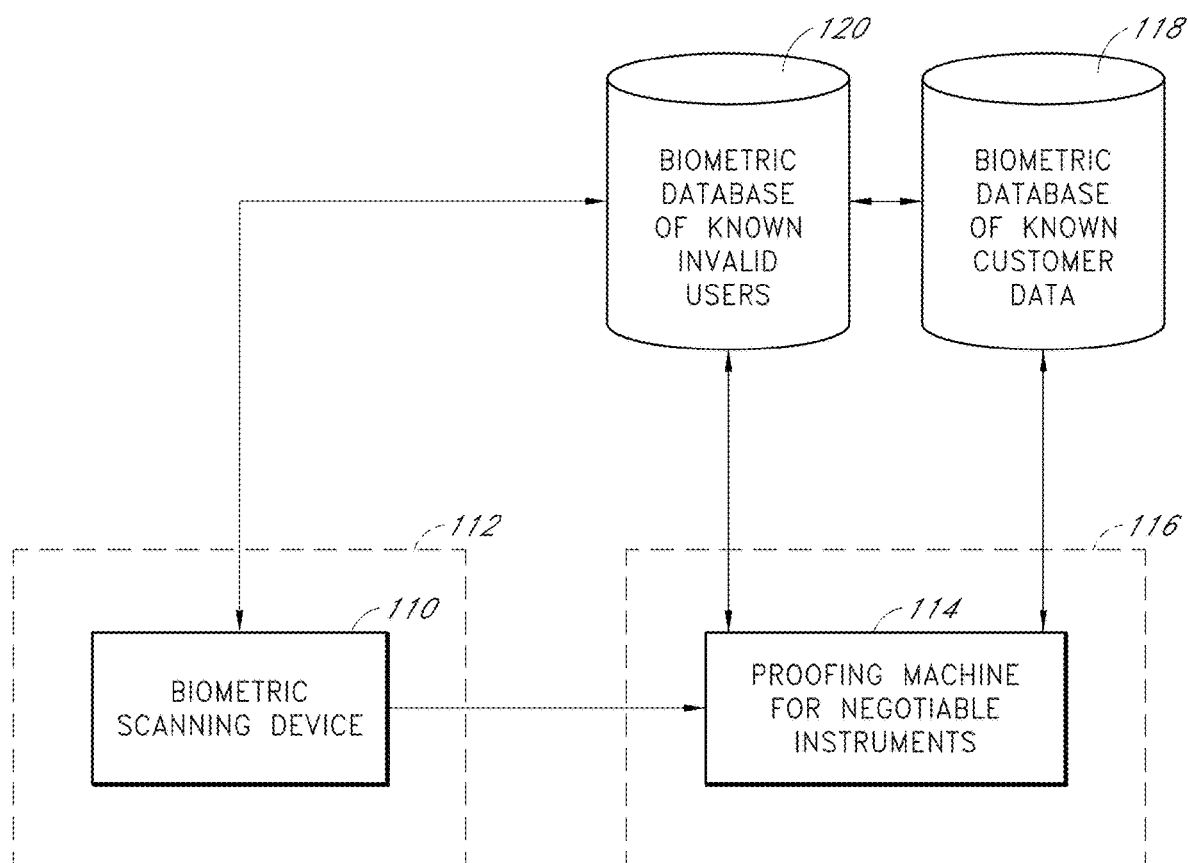 120
118
BIOMETRIC
DATABASE
OF KNOWN
INVALID
USERS
BIOMETRIC
DATABASE
OF KNOWN
CUSTOMER
DATA
112
116
110
114
BIOMETRIC
SCANNING DEVICE
PROOFING MACHINE
FOR NEGOTIABLE
INSTRUMENTS